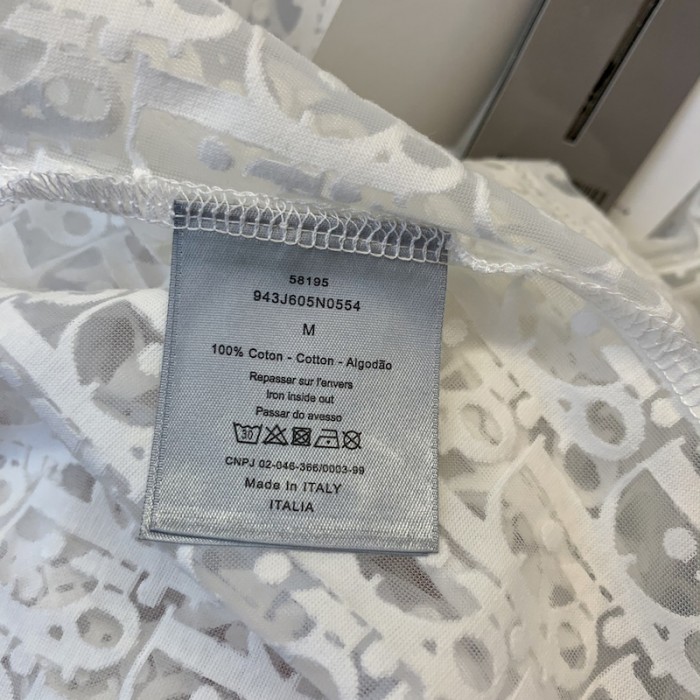 58195
943J605N0554
M
100% Coton - Cotton - Algodão
Repasser sur l'envers
Iron inside out
Passar do avesso
30
CNPJ 02-046-366/0003-99
Made In ITALY
ITALIA